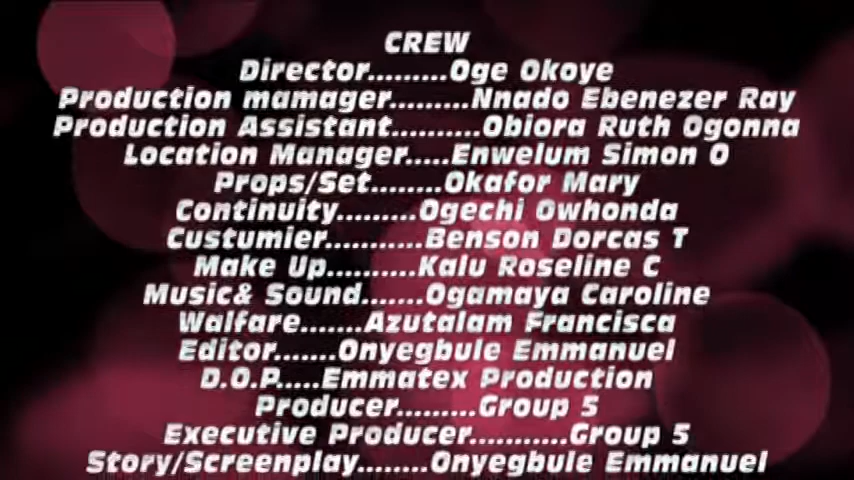 CREW
Director.........Oge Okoye
Production mamager.........Nnado Ebenezer Ray
Production Assistant..........Obiora Ruth Ogonna
Location Manager.....Enwelum Simon O
Props/Set........Okafor Mary
Continuity.........Ogechi Owhonda
Custumier...........Benson Dorcas T
Make Up..........Kalu Roseline C
Music& Sound.......Ogamaya Caroline
Walfare.......Azutalam Francisca
Editor.......Onyegbule Emmanuel
D.O.P.....Emmatex Production
Producer.........Group 5
Executive Producer...........Group 5
Story/Screenplay........Onyegbule Emmanuel